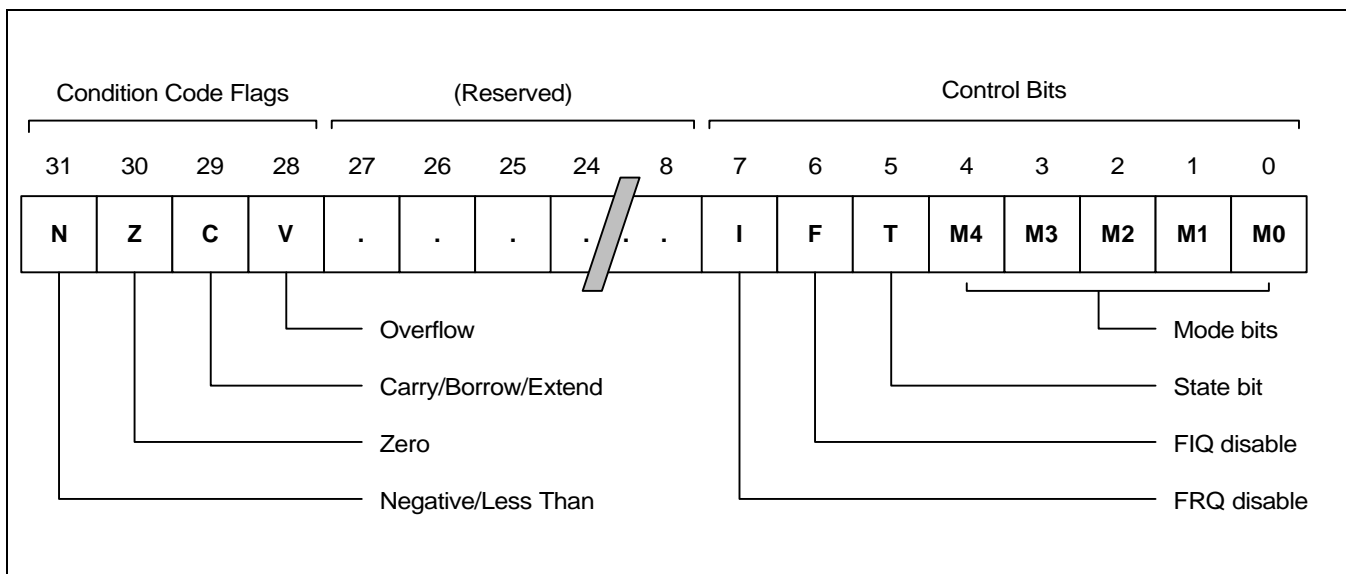 Condition Code Flags (Reserved) Control Bits
31 30 29 28 27 26 25 24 8 7 6 5 4 3 2 1 0
N Z C V . . . . . . I F T M4 M3 M2 M1 M0
Overflow Mode bits
Carry/Borrow/Extend State bit
Zero FIQ disable
Negative/Less Than FRQ disable